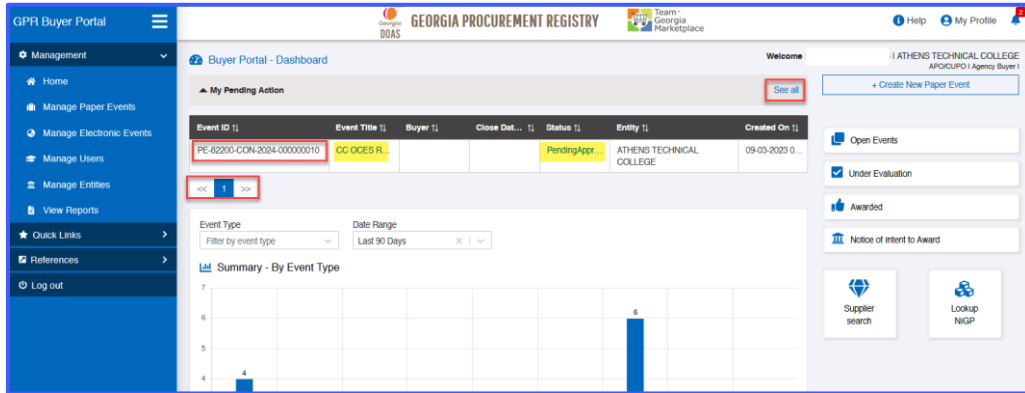 GPR Buyer Portal
Georgia
DOAS
GEORGIA PROCUREMENT REGISTRY
Team-
Georgia
Marketplace
Help
My Profile
2
Management
Home
Manage Paper Events
Manage Electronic Events
Manage Users
Manage Entities
View Reports
Quick Links
References
Log out
Buyer Portal - Dashboard
Welcome
| ATHENS TECHNICAL COLLEGE
APO/CUPO | Agency Buyer |
My Pending Action
See all
+ Create New Paper Event
Event ID Event Title Buyer Close Dat... Status Entity Created On
PE-82200-CON-2024-000000010 CC OCES R... PendingAppr... ATHENS TECHNICAL 09-03-2023 0...
COLLEGE
<< 1 >>
Open Events
Under Evaluation
Awarded
Notice of Intent to Award
Event Type Date Range
Filter by event type Last 90 Days X
Summary - By Event Type
7
6
5
4
4
6
Supplier
search
Lookup
NIGP